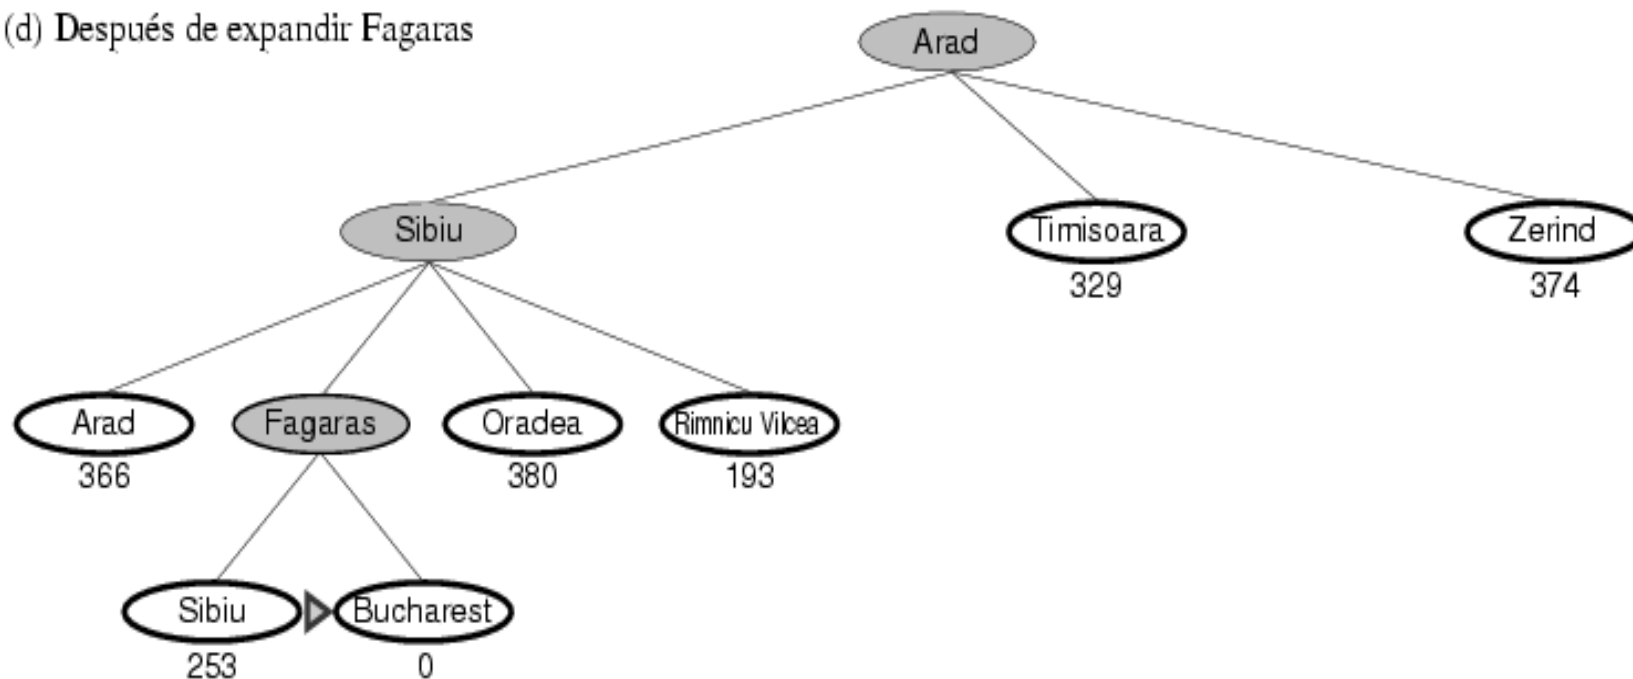 (d) Después de expandir Fagaras
Arad
Sibiu
Timisoara
Zerind
329
374
Arad
Fagaras
Oradea
Rimnicu Vilcea
366
380
193
Sibiu
Bucharest
253
0